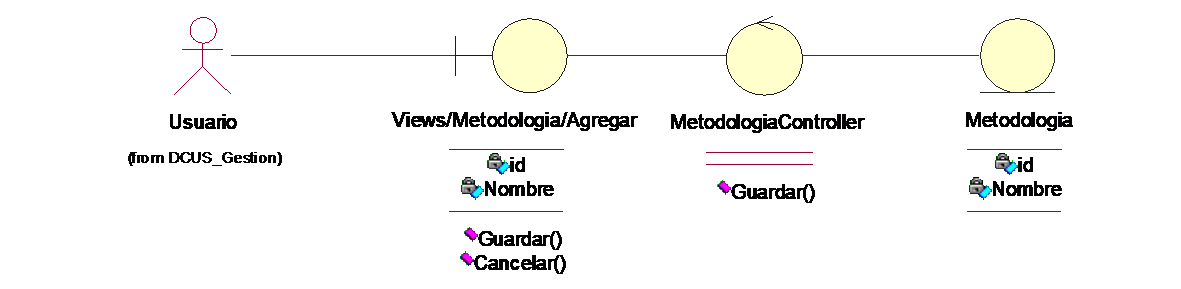 Usuario
(from DCUS_Gestion)
Views/Metodologia/Agregar
id
Nombre
Guardar()
Cancelar()
MetodologiaController
Guardar()
Metodologia
id
Nombre